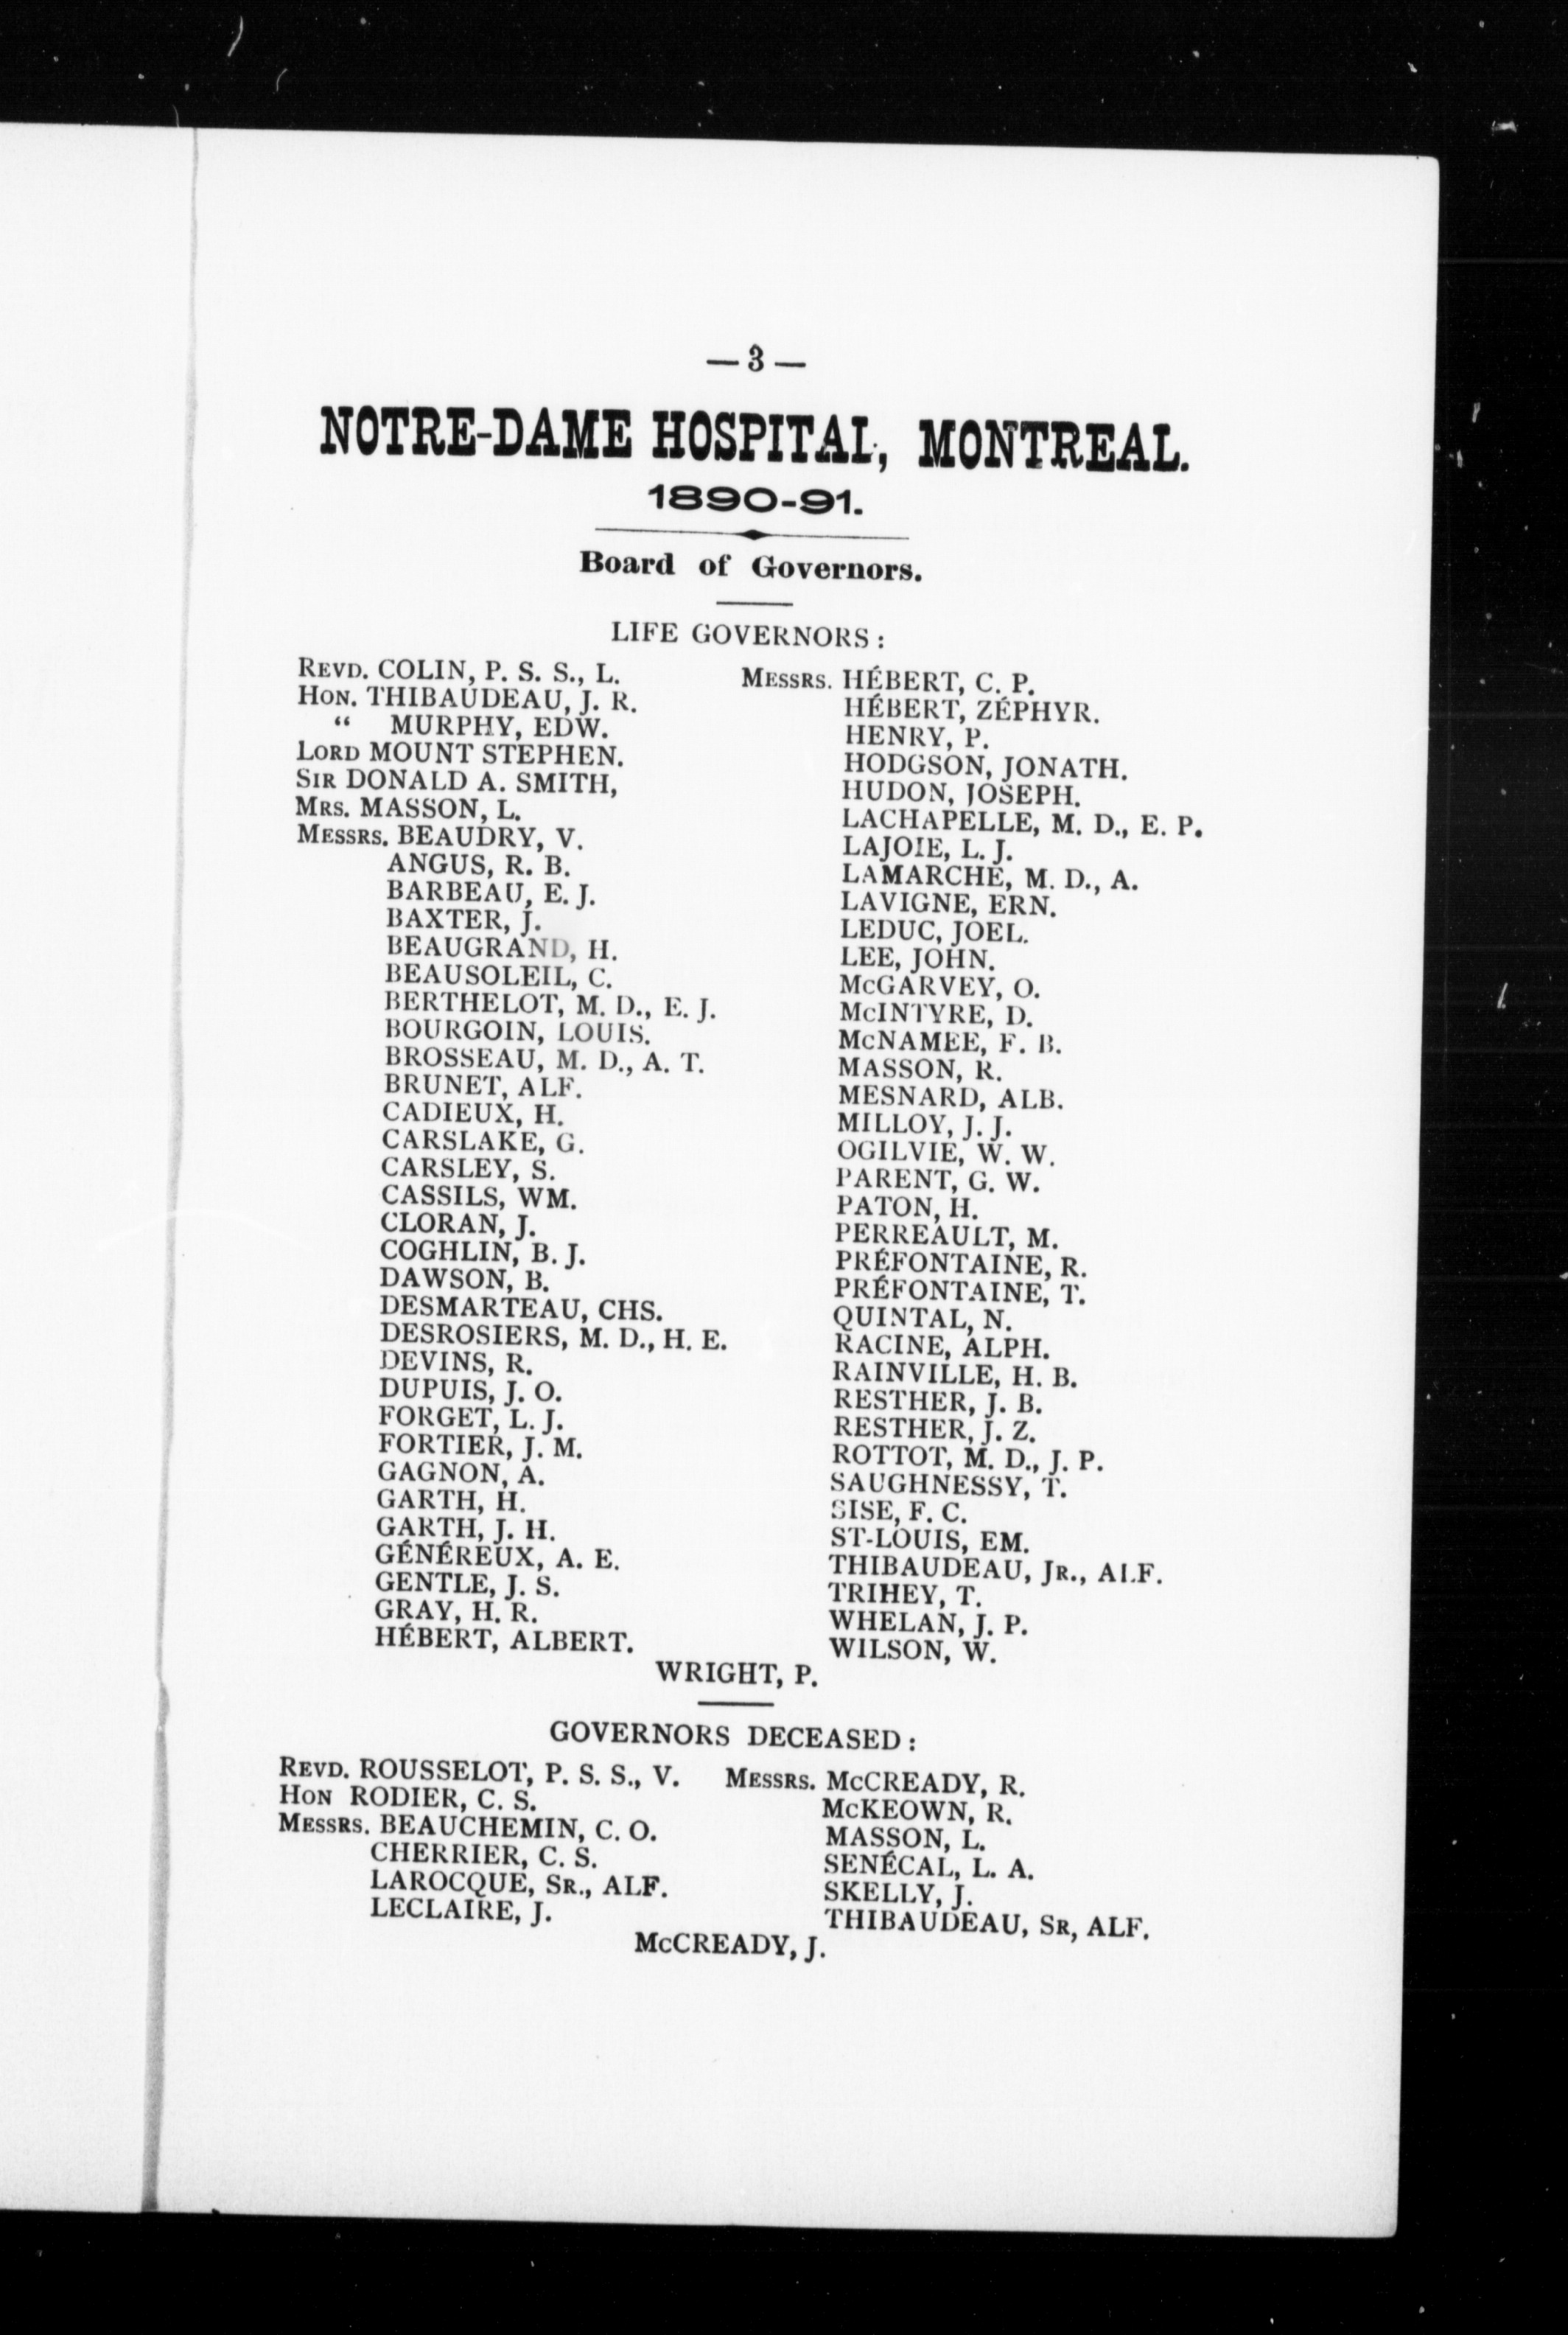 — 3 —
NOTRE-DAME HOSPITAL, MONTREAL.
1890-91.
Board of Governors.
LIFE GOVERNORS:
REVD. COLIN, P. S. S., L.
HON. THIBAUDEAU, J. R.
“ MURPHY, EDW.
LORD MOUNT STEPHEN.
SIR DONALD A. SMITH,
MRS. MASSON, L.
MESSRS. BEAUDRY, V.
ANGUS, R. B.
BARBEAU, E. J.
BAXTER, J.
BEAUGRAND, H.
BEAUSOLEIL, C.
BERTHELOT, M. D., E. J.
BOURGOIN, LOUIS.
BROSSEAU, M. D., A. T.
BRUNET, ALF.
CADIEUX, H.
CARSLAKE, G.
CARSLEY, S.
CASSILS, WM.
CLORAN, J.
COGHLIN, B. J.
DAWSON, B.
DESMARTEAU, CHS.
DESROSIERS, M. D., H. E.
DEVINS, R.
DUPUIS, J. O.
FORGET, L. J.
FORTIER, J. M.
GAGNON, A.
GARTH, H.
GARTH, J. H.
GÉNÉREUX, A. E.
GENTLE, J. S.
GRAY, H. R.
HÉBERT, ALBERT.
MESSRS. HÉBERT, C. P.
HÉBERT, ZÉPHYR.
HENRY, P.
HODGSON, JONATH.
HUDON, JOSEPH.
LACHAPELLE, M. D., E. P.
LAJOIE, L. J.
LAMARCHE, M. D., A.
LAVIGNE, ERN.
LEDUC, JOEL.
LEE, JOHN.
McGARVEY, O.
McINTYRE, D.
McNAMEE, F. B.
MASSON, R.
MESNARD, ALB.
MILLOY, J. J.
OGILVIE, W. W.
PARENT, G. W.
PATON, H.
PERREAULT, M.
PRÉFONTAINE, R.
PRÉFONTAINE, T.
QUINTAL, N.
RACINE, ALPH.
RAINVILLE, H. B.
RESTHER, J. B.
RESTHER, J. Z.
ROTTOT, M. D., J. P.
SAUGHNESSY, T.
SISE, F. C.
ST-LOUIS, EM.
THIBAUDEAU, JR., ALF.
TRIHEY, T.
WHELAN, J. P.
WILSON, W.
WRIGHT, P.
GOVERNORS DECEASED:
REVD. ROUSSELOT, P. S. S., V.
HON RODIER, C. S.
MESSRS. BEAUCHEMIN, C. O.
CHERRIER, C. S.
LAROCQUE, SR., ALF.
LECLAIRE, J.
MESSRS. McCREADY, R.
McKEOWN, R.
MASSON, L.
SENÉCAL, L. A.
SKELLY, J.
THIBAUDEAU, SR, ALF.
McCREADY, J.